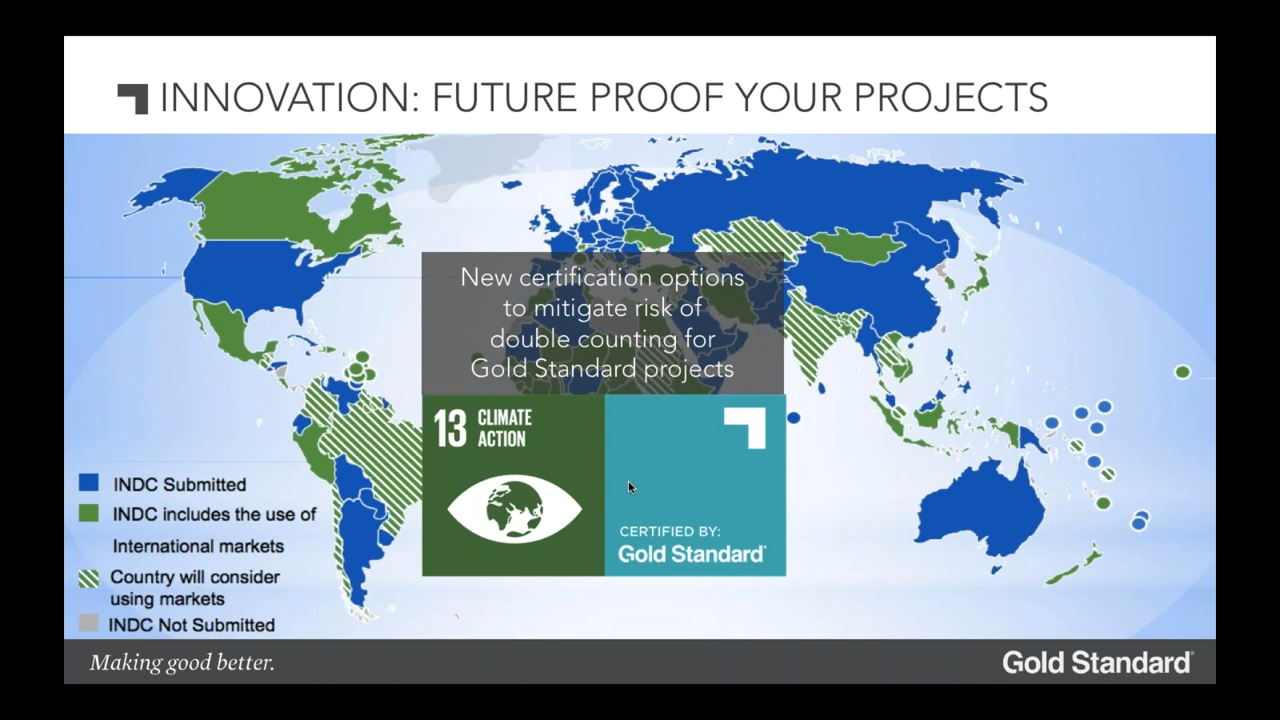 INNOVATION: FUTURE PROOF YOUR PROJECTS
New certification options
to mitigate risk of
double counting for
Gold Standard projects
13 CLIMATE
ACTION
CERTIFIED BY:
Gold Standard®
INDC Submitted
INDC includes the use of
International markets
Country will consider
using markets
INDC Not Submitted
Making good better.
Gold Standard®